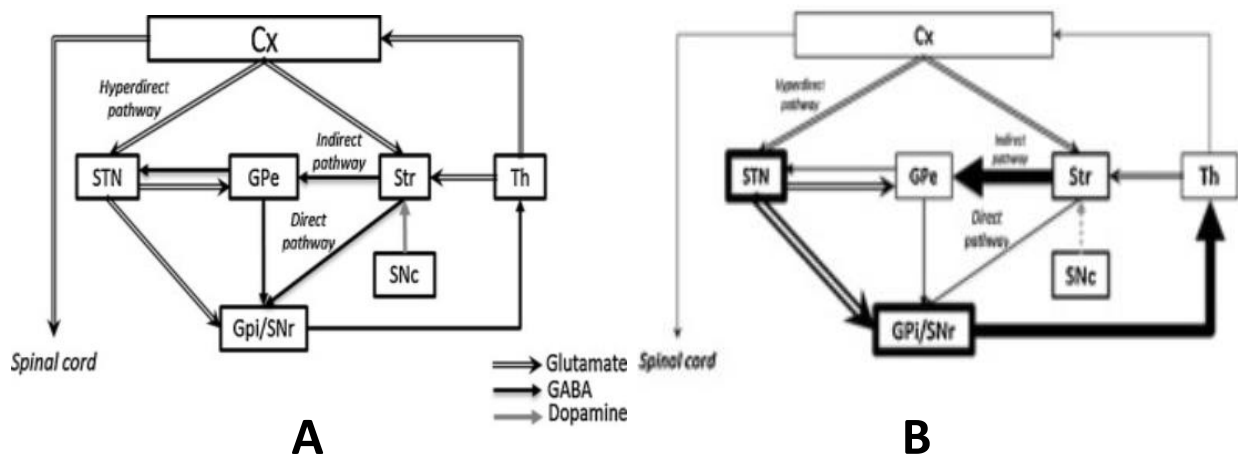 Cx
Hyperdirect
pathway
Indirect
pathway
STN
GPe
Str
Th
Direct
pathway
SNc
Gpi/SNr
Spinal cord
Glutamate
GABA
Dopamine
A
Cx
Hyperdirect
pathway
Indirect
pathway
STN
GPe
Str
Th
Direct
pathway
SNc
GPi/SNr
Spinal cord
B